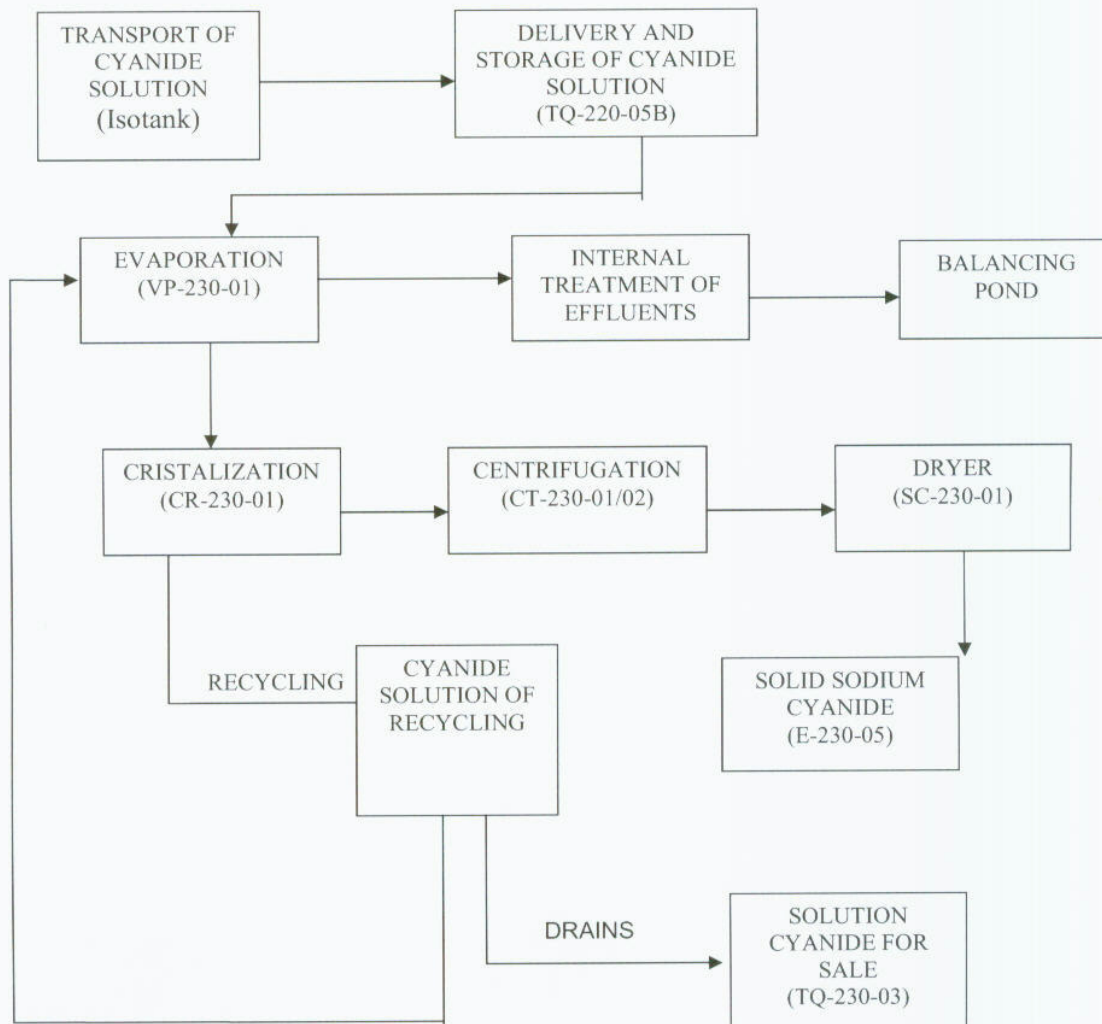 TRANSPORT OF
CYANIDE
SOLUTION
(Isotank)
DELIVERY AND
STORAGE OF CYANIDE
SOLUTION
(TQ-220-05B)
EVAPORATION
(VP-230-01)
INTERNAL
TREATMENT OF
EFFLUENTS
BALANCING
POND
CRISTALIZATION
(CR-230-01)
CENTRIFUGATION
(CT-230-01/02)
DRYER
(SC-230-01)
RECYCLING
CYANIDE
SOLUTION OF
RECYCLING
SOLID SODIUM
CYANIDE
(E-230-05)
DRAINS
SOLUTION
CYANIDE FOR
SALE
(TQ-230-03)